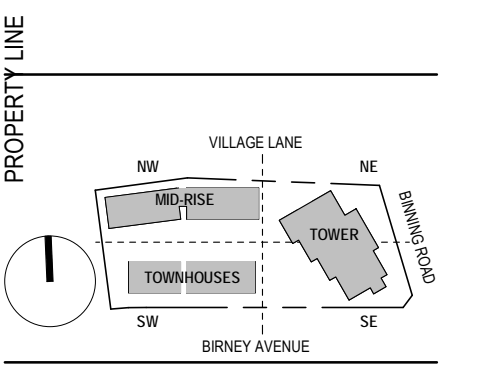 PROPERTY LINE
VILLAGE LANE
NW
NE
MID-RISE
BINNING ROAD
TOWER
TOWNHOUSES
SW
SE
BIRNEY AVENUE